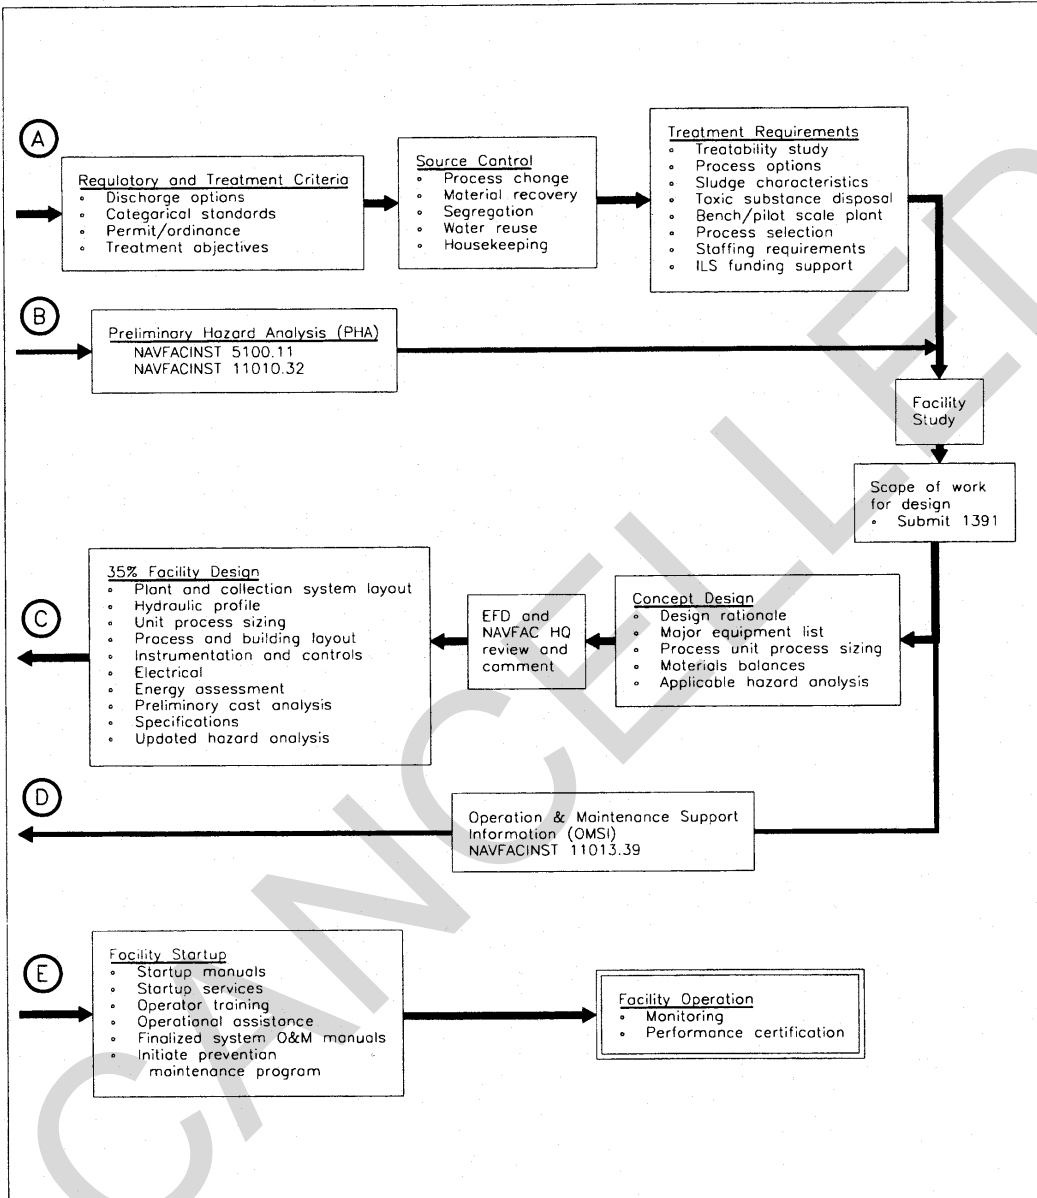 A
Regulatory and Treatment Criteria
◦ Discharge options
◦ Categarical standards
◦ Permit/ordinance
◦ Treatment abjectives
Source Control
◦ Process change
◦ Material recovery
◦ Segregation
◦ Water reuse
◦ Housekeeping
Treatment Requirements
◦ Treatability study
◦ Process options
◦ Sludge characteristics
◦ Toxic substance disposal
◦ Bench/pilot scale plant
◦ Process selection
◦ Staffing requirements
◦ ILS funding support
B
Preliminary Hazard Analysis (PHA)
NAVFACINST 5100.11
NAVFACINST 11010.32
Facility
Study
Scope of work
for design
◦ Submit 1391
C
35% Facility Design
◦ Plant and collection system layout
◦ Hydraulic profile
◦ Unit process sizing
◦ Process and building layout
◦ Instrumentation and controls
◦ Electrical
◦ Energy assessment
◦ Preliminary cast analysis
◦ Specifications
◦ Updated hazard analysis
EFD and
NAVFAC HQ
review and
comment
Concept Design
◦ Design rationale
◦ Major equipment list
◦ Process unit process sizing
◦ Materials balances
◦ Applicable hazard analysis
D
Operation & Maintenance Support
Information (OMSI)
NAVFACINST 11013.39
E
Facility Startup
◦ Startup manuals
◦ Startup services
◦ Operator training
◦ Operational assistance
◦ Finalized system O&M manuals
◦ Initiate prevention
maintenance program
Facility Operation
◦ Monitoring
◦ Performance certification
CANCELLED